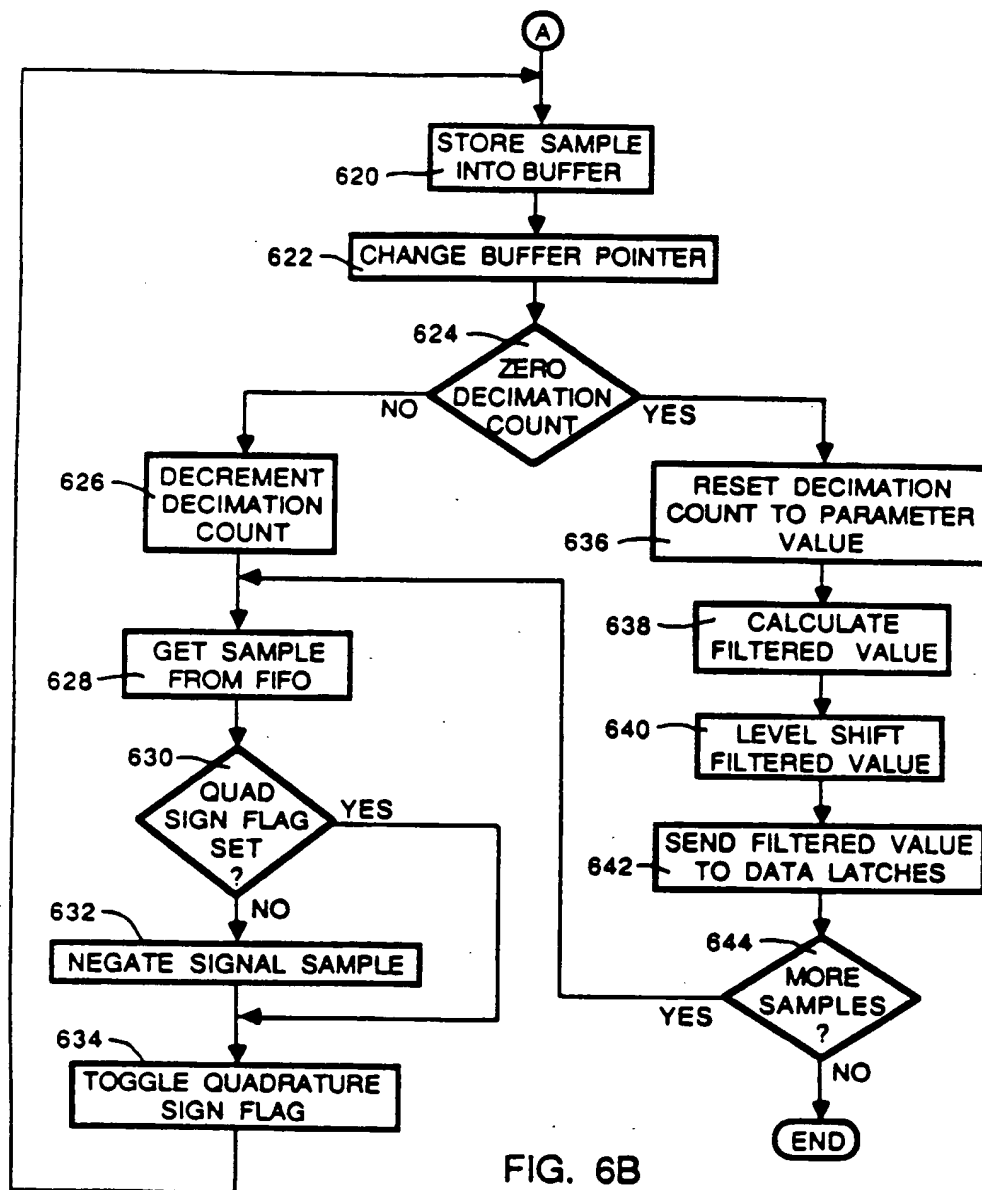 A
STORE SAMPLE
INTO BUFFER
620
CHANGE BUFFER POINTER
622
624
ZERO
DECIMATION
COUNT
NO
YES
626
DECREMENT
DECIMATION
COUNT
628
GET SAMPLE
FROM FIFO
630
QUAD
SIGN FLAG
SET
?
YES
NO
632
NEGATE SIGNAL SAMPLE
634
TOGGLE QUADRATURE
SIGN FLAG
RESET DECIMATION
COUNT TO PARAMETER
VALUE
636
638
CALCULATE
FILTERED VALUE
640
LEVEL SHIFT
FILTERED VALUE
SEND FILTERED VALUE
TO DATA LATCHES
642
644
MORE
SAMPLES
?
YES
NO
END
FIG. 6B